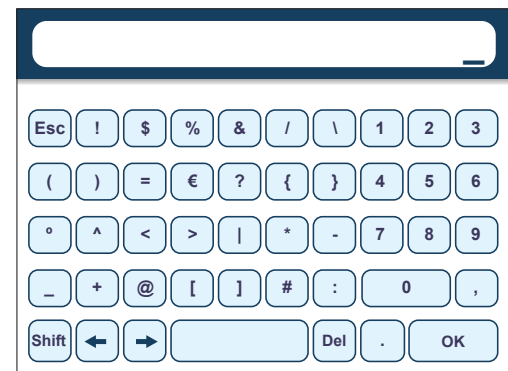 Esc ! $ % & / \ 1 2 3
( ) = € ? { } 4 5 6
º ^ < > | * - 7 8 9
_ + @ [ ] # : 0 ,
Shift ← → Del . OK